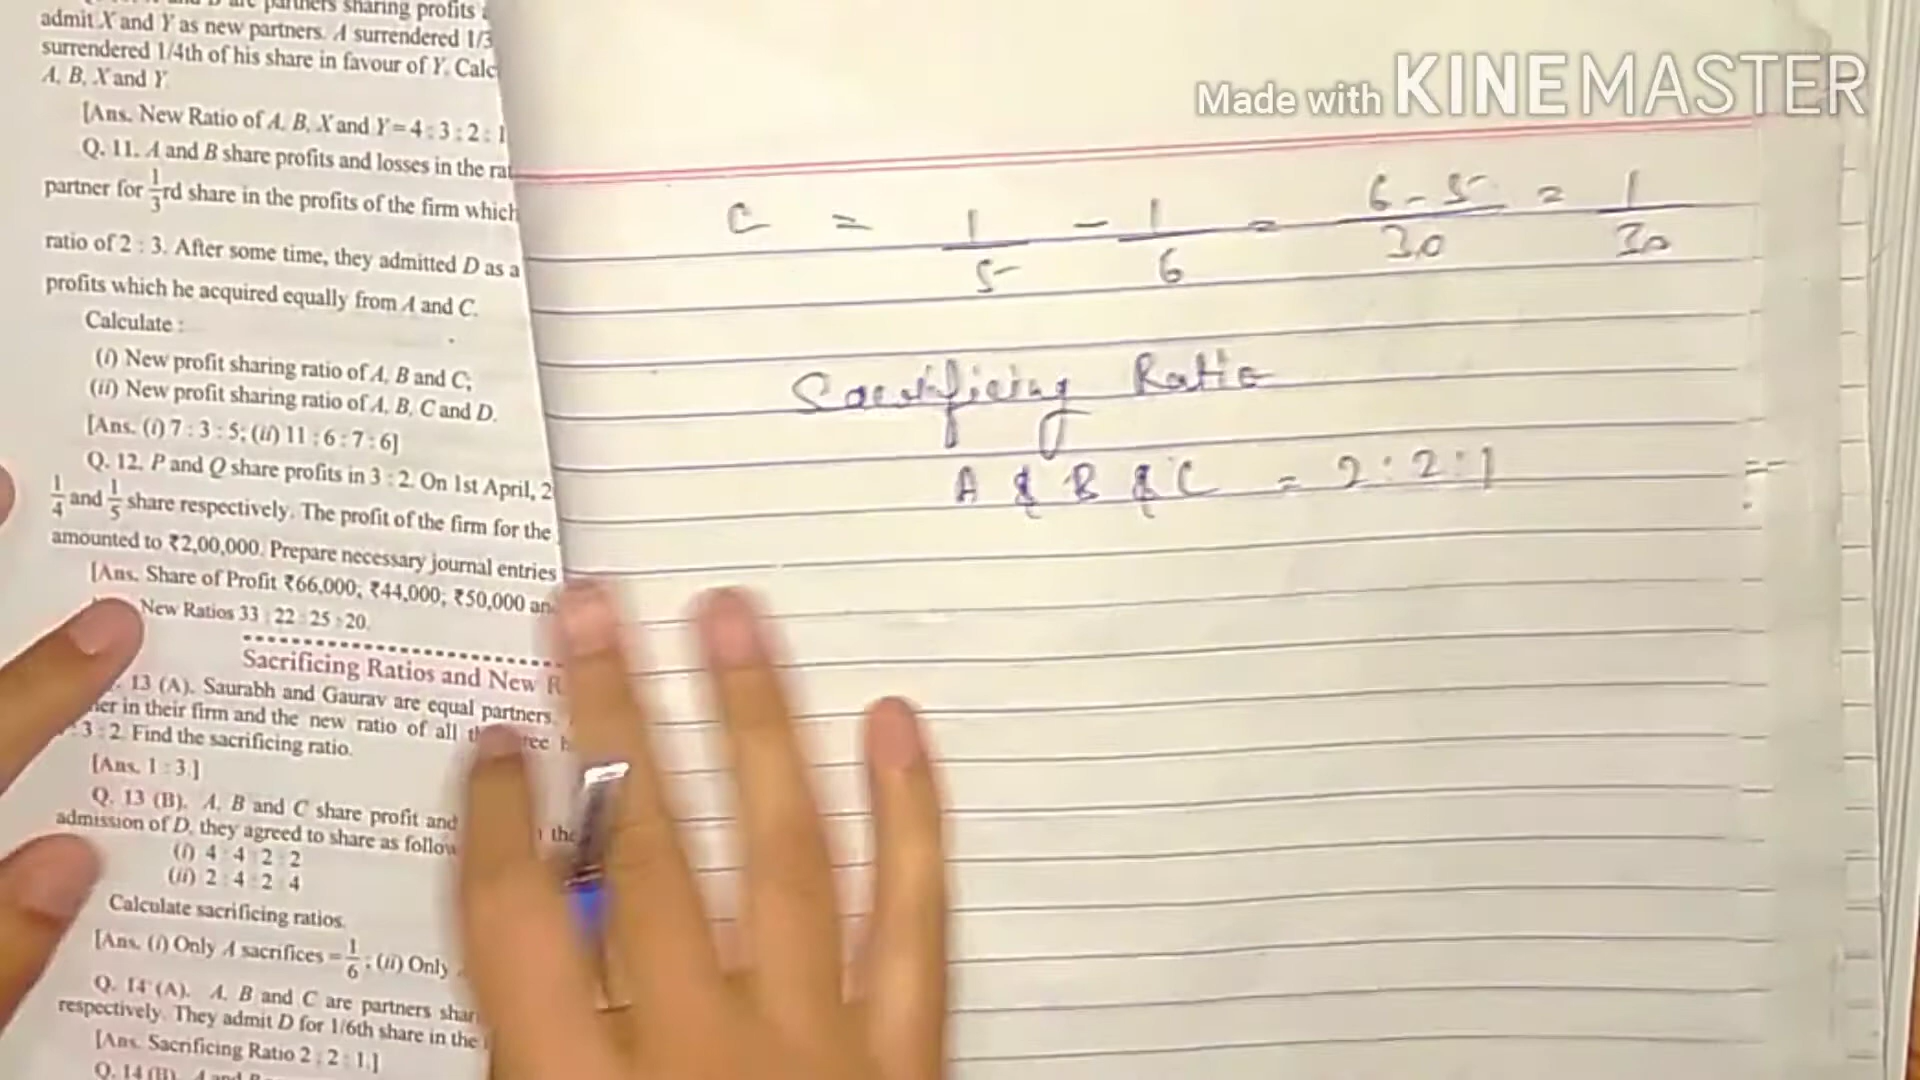 partners sharing profits
admit X and Y as new partners. A surrendered 1/3
surrendered 1/4th of his share in favour of Y. Calc
A, B, X and Y.
[Ans. New Ratio of A, B, X and Y = 4 : 3 : 2 : 1
Q. 11. A and B share profits and losses in the rat
partner for 1/3 rd share in the profits of the firm which
ratio of 2 : 3. After some time, they admitted D as a
profits which he acquired equally from A and C.
Calculate :
(i) New profit sharing ratio of A, B and C;
(ii) New profit sharing ratio of A, B, C and D.
[Ans. (i) 7 : 3 : 5; (ii) 11 : 6 : 7 : 6]
Q. 12. P and Q share profits in 3 : 2. On 1st April, 2
1/4 and 1/5 share respectively. The profit of the firm for the
amounted to ₹2,00,000. Prepare necessary journal entries
[Ans. Share of Profit ₹66,000; ₹44,000; ₹50,000 an
New Ratios 33 : 22 : 25 : 20.
Sacrificing Ratios and New R
13 (A). Saurabh and Gaurav are equal partners.
in their firm and the new ratio of all
3 : 2. Find the sacrificing ratio.
[Ans. 1 : 3.]
Q. 13 (B). A, B and C share profit and
admission of D, they agreed to share as follow
(i) 4 : 4 : 2 : 2
(ii) 2 : 4 : 2 : 4
Calculate sacrificing ratios.
[Ans. (i) Only A sacrifices = 1/6 ; (ii) Only
Q. 14 (A). A, B and C are partners shar
respectively. They admit D for 1/6th share in the
[Ans. Sacrificing Ratio 2 : 2 : 1.]
Q. 14 (B). A and B
Made with KINEMASTER
C = 1/5 - 1/6 = 6-5/30 = 1/30
Sacrificing Ratio
A & B & C = 2 : 2 : 1